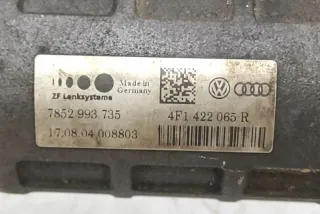 ZF Lenksysteme
Made in
Germany
7852 993 735
4F1 422 065 R
17.08.04 008803